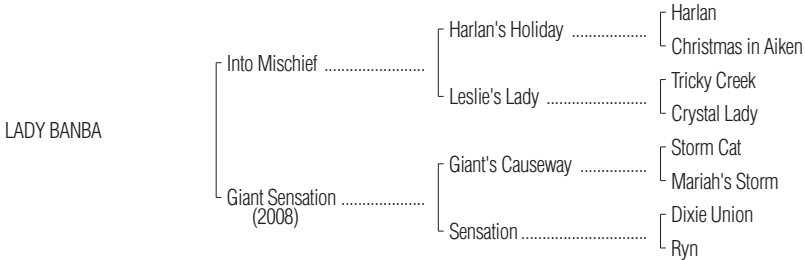 Harlan
Harlan's Holiday ....................
Christmas in Aiken
Into Mischief ..........................
Tricky Creek
Leslie's Lady ..........................
Crystal Lady
LADY BANBA
Storm Cat
Giant's Causeway ..................
Mariah's Storm
Giant Sensation ......................
(2008)
Dixie Union
Sensation ................................
Ryn